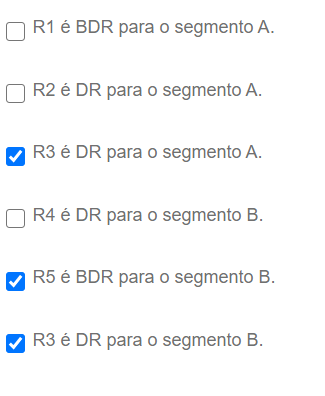 R1 é BDR para o segmento A.
R2 é DR para o segmento A.
R3 é DR para o segmento A.
R4 é DR para o segmento B.
R5 é BDR para o segmento B.
R3 é DR para o segmento B.